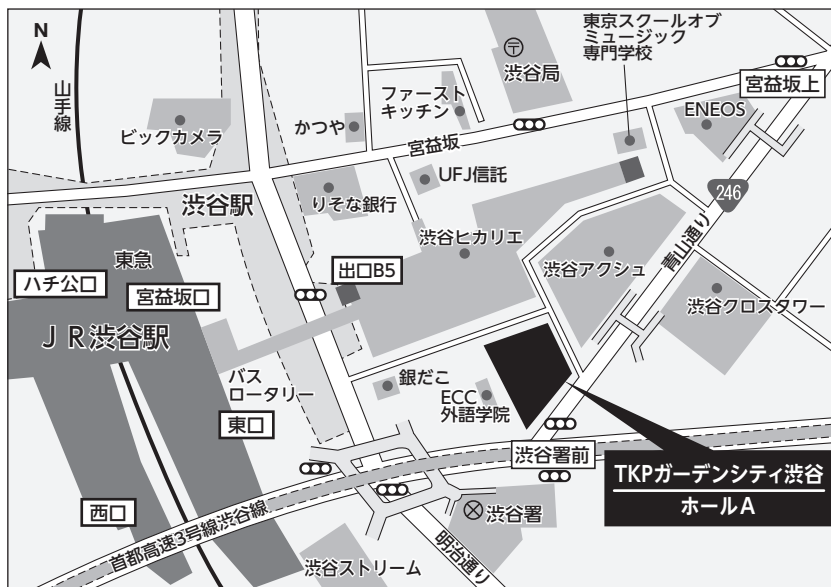 N
山手線
ビックカメラ
かつや
ファースト
キッチン
渋谷局
東京スクールオブ
ミュージック
専門学校
宮益坂上
ENEOS
宮益坂
UFJ信託
りそな銀行
渋谷駅
246
青山通り
渋谷ヒカリエ
渋谷アクシュ
渋谷クロスタワー
出口B5
東急
ハチ公口
宮益坂口
JR渋谷駅
バス
ロータリー
東口
銀だこ
ECC
外語学院
渋谷署前
TKPガーデンシティ渋谷
ホールA
西口
首都高速3号線渋谷線
渋谷署
渋谷ストリーム
明治通り